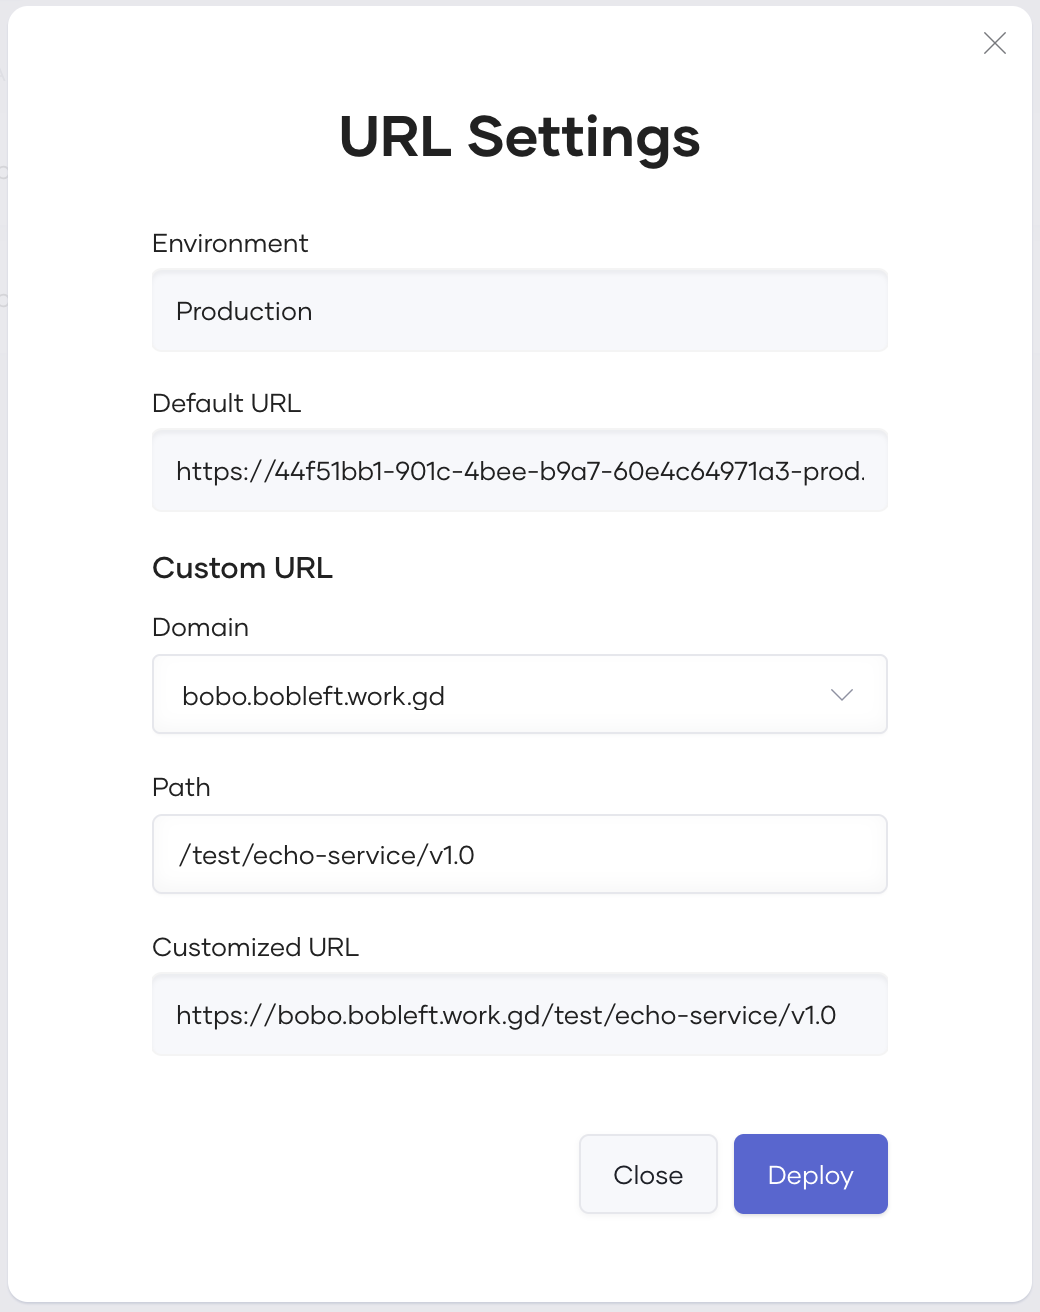 URL Settings
Environment
Production
Default URL
https://44f51bb1-901c-4bee-b9a7-60e4c64971a3-prod.
Custom URL
Domain
bobo.bobleft.work.gd
Path
/test/echo-service/v1.0
Customized URL
https://bobo.bobleft.work.gd/test/echo-service/v1.0
Close
Deploy